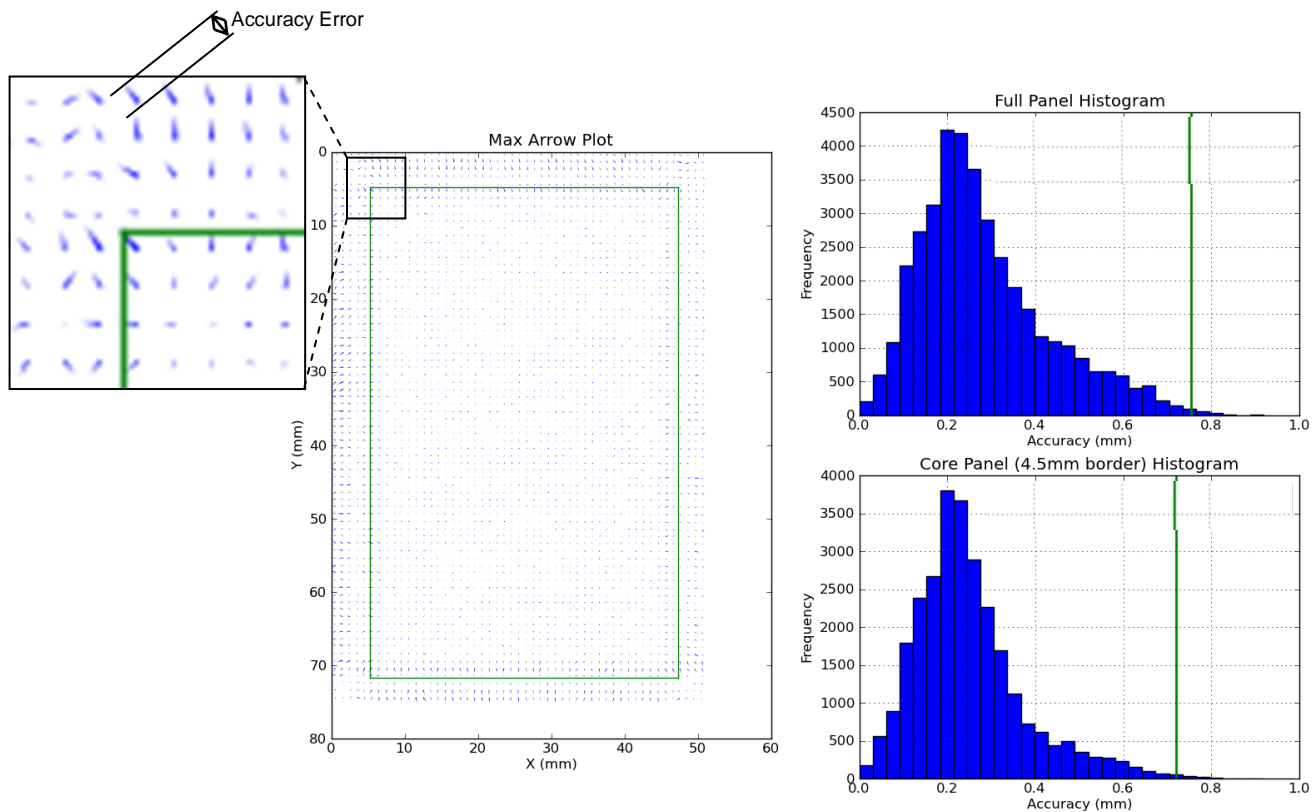 Accuracy Error
Max Arrow Plot
0
10
20
30
40
50
60
70
80
Y (mm)
0 10 20 30 40 50 60
X (mm)
Full Panel Histogram
4500
4000
3500
3000
2500
2000
1500
1000
500
0
Frequency
0.0 0.2 0.4 0.6 0.8 1.0
Accuracy (mm)
Core Panel (4.5mm border) Histogram
4000
3500
3000
2500
2000
1500
1000
500
0
Frequency
0.0 0.2 0.4 0.6 0.8 1.0
Accuracy (mm)